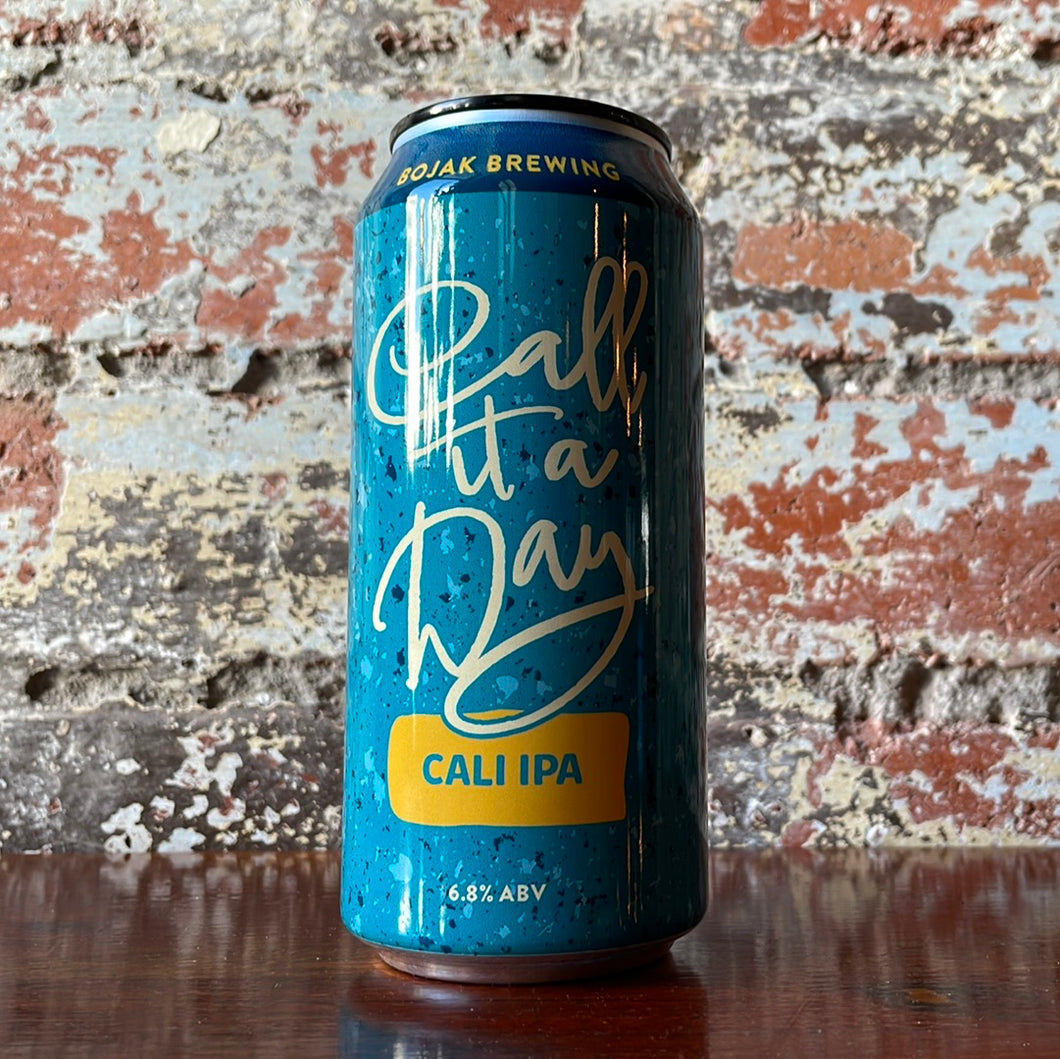 BOJAK BREWING
Call
it a
Day
CALI IPA
6.8% ABV